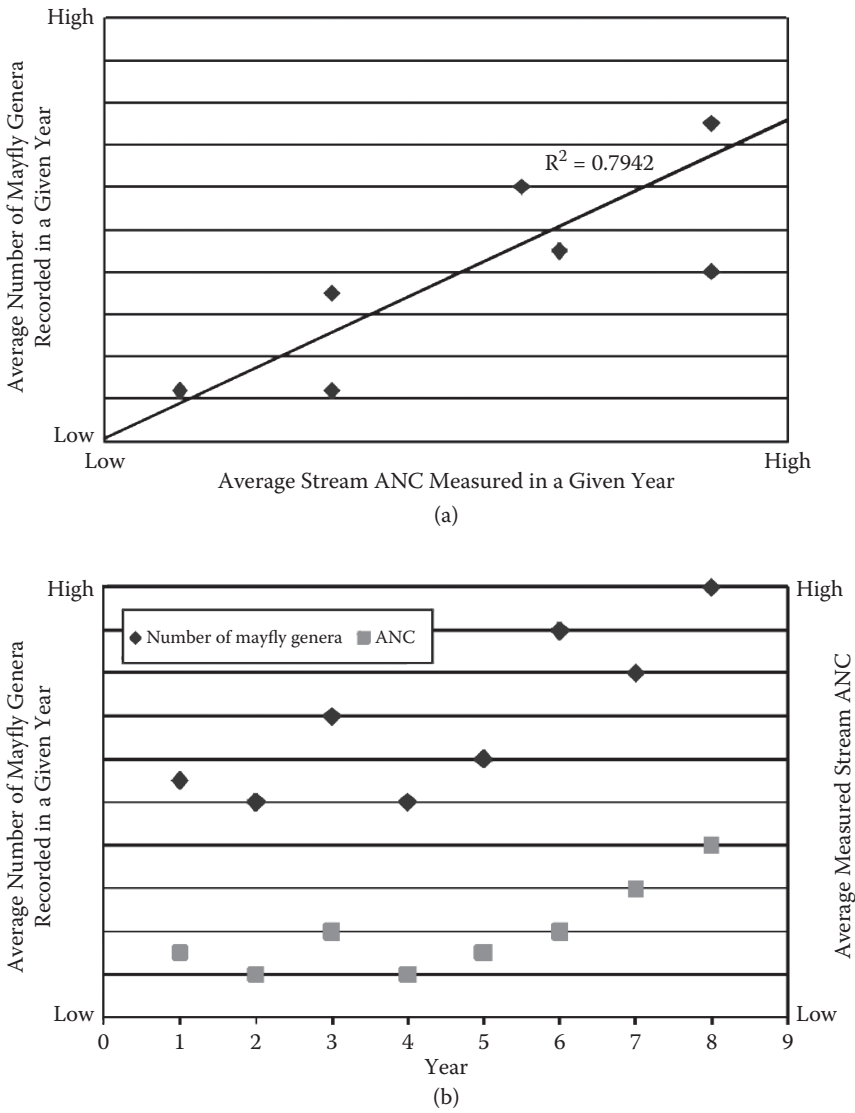 High
Average Number of Mayfly Genera
Recorded in a Given Year
R² = 0.7942
Low
Low
High
Average Stream ANC Measured in a Given Year
(a)
High
High
Number of mayfly genera
ANC
Average Number of Mayfly Genera
Recorded in a Given Year
Average Measured Stream ANC
Low
Low
0 1 2 3 4 5 6 7 8 9
Year
(b)